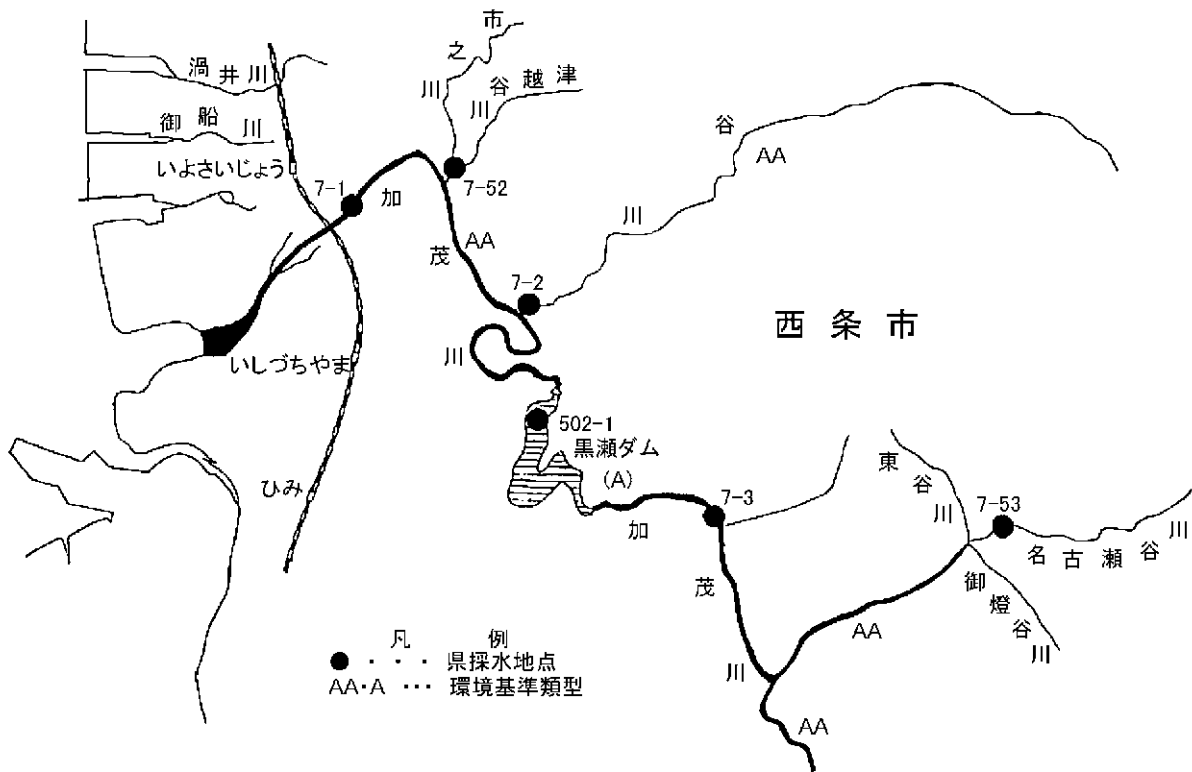 渦井川
御船川
いよさいじょう
市之川
川谷越津
7-52
7-1
加茂川
AA
谷川
AA
7-2
西条市
いしづちやま
ひみ
502-1
黒瀬ダム
(A)
7-3
加茂川
AA
東谷川
7-53
名古瀬谷川
御燈谷川
AA
凡例
●・・・県採水地点
AA・A・・・環境基準類型